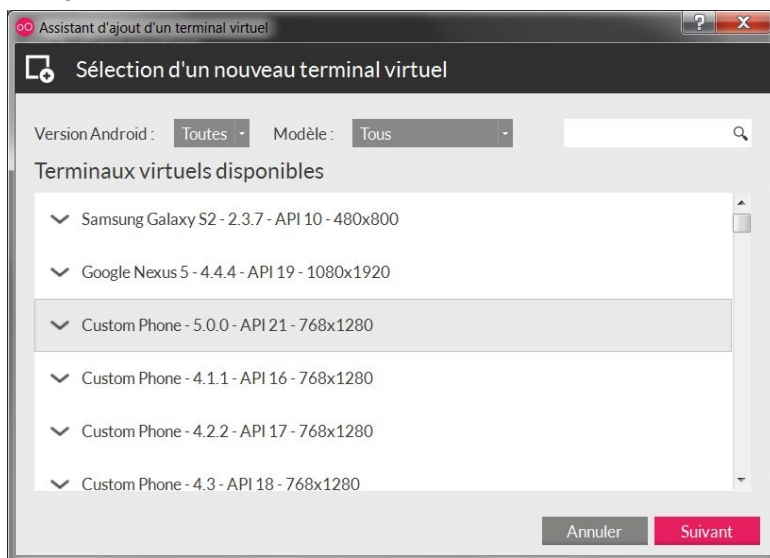 Assistant d'ajout d'un terminal virtuel
Sélection d'un nouveau terminal virtuel
Version Android : Toutes Modèle : Tous
Terminaux virtuels disponibles
Samsung Galaxy S2 - 2.3.7 - API 10 - 480x800
Google Nexus 5 - 4.4.4 - API 19 - 1080x1920
Custom Phone - 5.0.0 - API 21 - 768x1280
Custom Phone - 4.1.1 - API 16 - 768x1280
Custom Phone - 4.2.2 - API 17 - 768x1280
Custom Phone - 4.3 - API 18 - 768x1280
Annuler Suivant